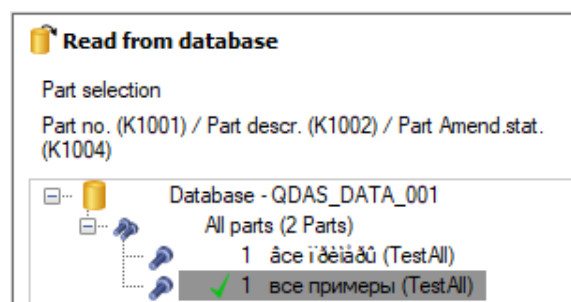 Read from database
Part selection
Part no. (K1001) / Part descr. (K1002) / Part Amend.stat.
(K1004)
Database - QDAS_DATA_001
All parts (2 Parts)
1 âñe ïðèìåðû (TestAll)
1 все примеры (TestAll)